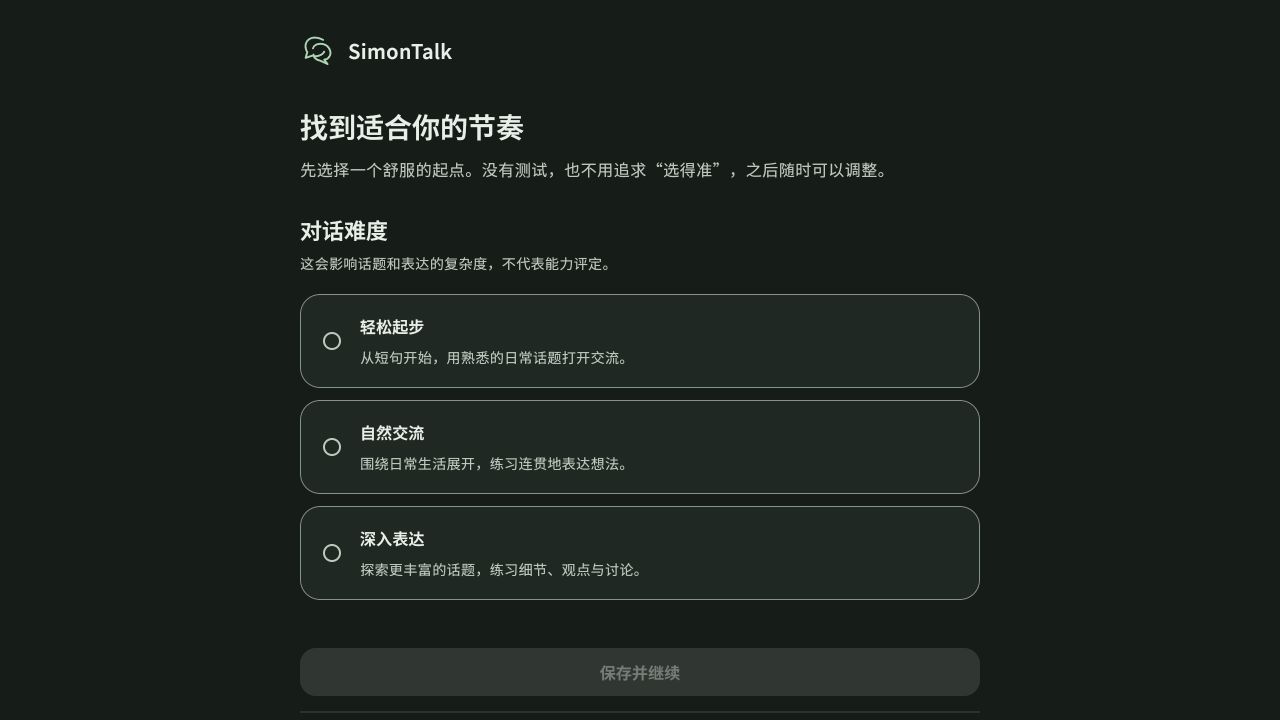 SimonTalk
找到适合你的节奏
先选择一个舒服的起点。没有测试，也不用追求“选得准”，之后随时可以调整。
对话难度
这会影响话题和表达的复杂度，不代表能力评定。
轻松起步
从短句开始，用熟悉的日常话题打开交流。
自然交流
围绕日常生活展开，练习连贯地表达想法。
深入表达
探索更丰富的话题，练习细节、观点与讨论。
保存并继续